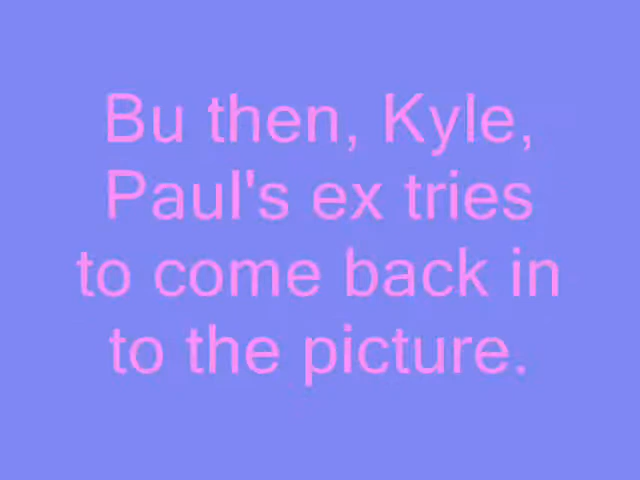 Bu then, Kyle,
Paul's ex tries
to come back in
to the picture.